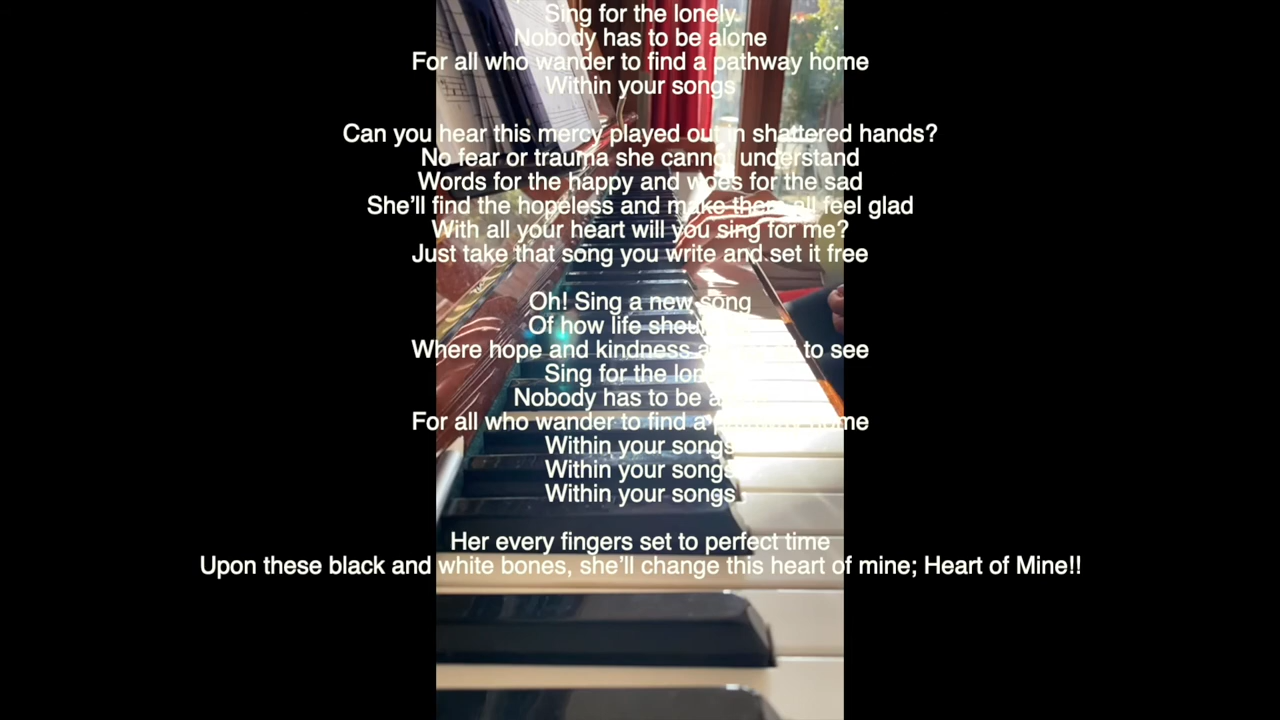 Sing for the lonely
Nobody has to be alone
For all who wander to find a pathway home
Within your songs
Can you hear this mercy played out in shattered hands?
No fear or trauma she cannot understand
Words for the happy and woes for the sad
She'll find the hopeless and make them all feel glad
With all your heart will you sing for me?
Just take that song you write and set it free
Oh! Sing a new song
Of how life should
Where hope and kindness to see
Sing for the lonely
Nobody has to be alone
For all who wander to find a pathway home
Within your songs
Within your songs
Within your songs
Her every fingers set to perfect time
Upon these black and white bones, she'll change this heart of mine; Heart of Mine!!